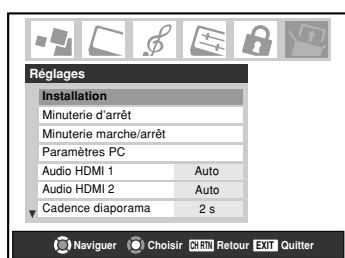 Réglages
Installation
Minuterie d'arrêt
Minuterie marche/arrêt
Paramètres PC
Audio HDMI 1 Auto
Audio HDMI 2 Auto
Cadence diaporama 2 s
Naviguer Choisir CH RTN Retour EXIT Quitter